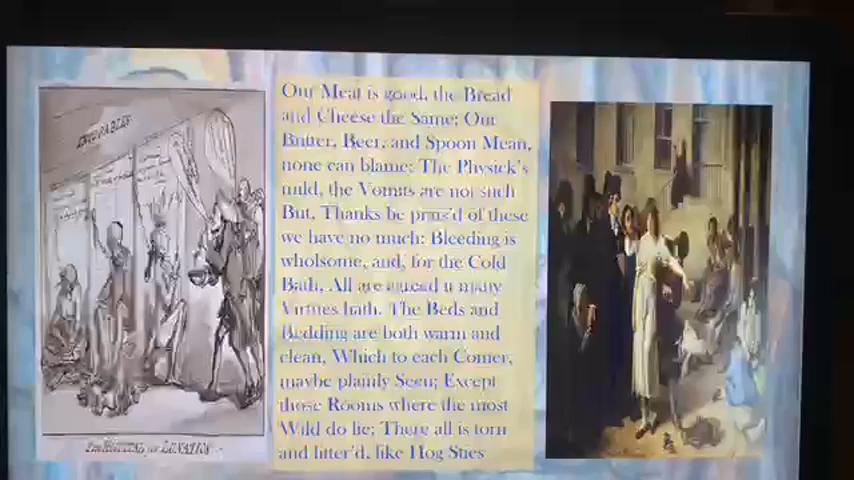 INCURABLES
Our Meat is good, the Bread
and Cheese the Same; Our
Butter, Beer, and Spoon Mean,
none can blame; The Physick's
mild, the Vomits are not such
But, Thanks be prais'd of these
we have no much; Bleeding is
wholsome, and, for the Cold
Bath, All are agreed it many
Virtues hath. The Beds and
Bedding are both warm and
clean, Which to each Comer,
maybe plainly Seen; Except
those Rooms where the most
Wild do lie; There all is torn
and litter'd, like Hog Sties
for LUNATICS